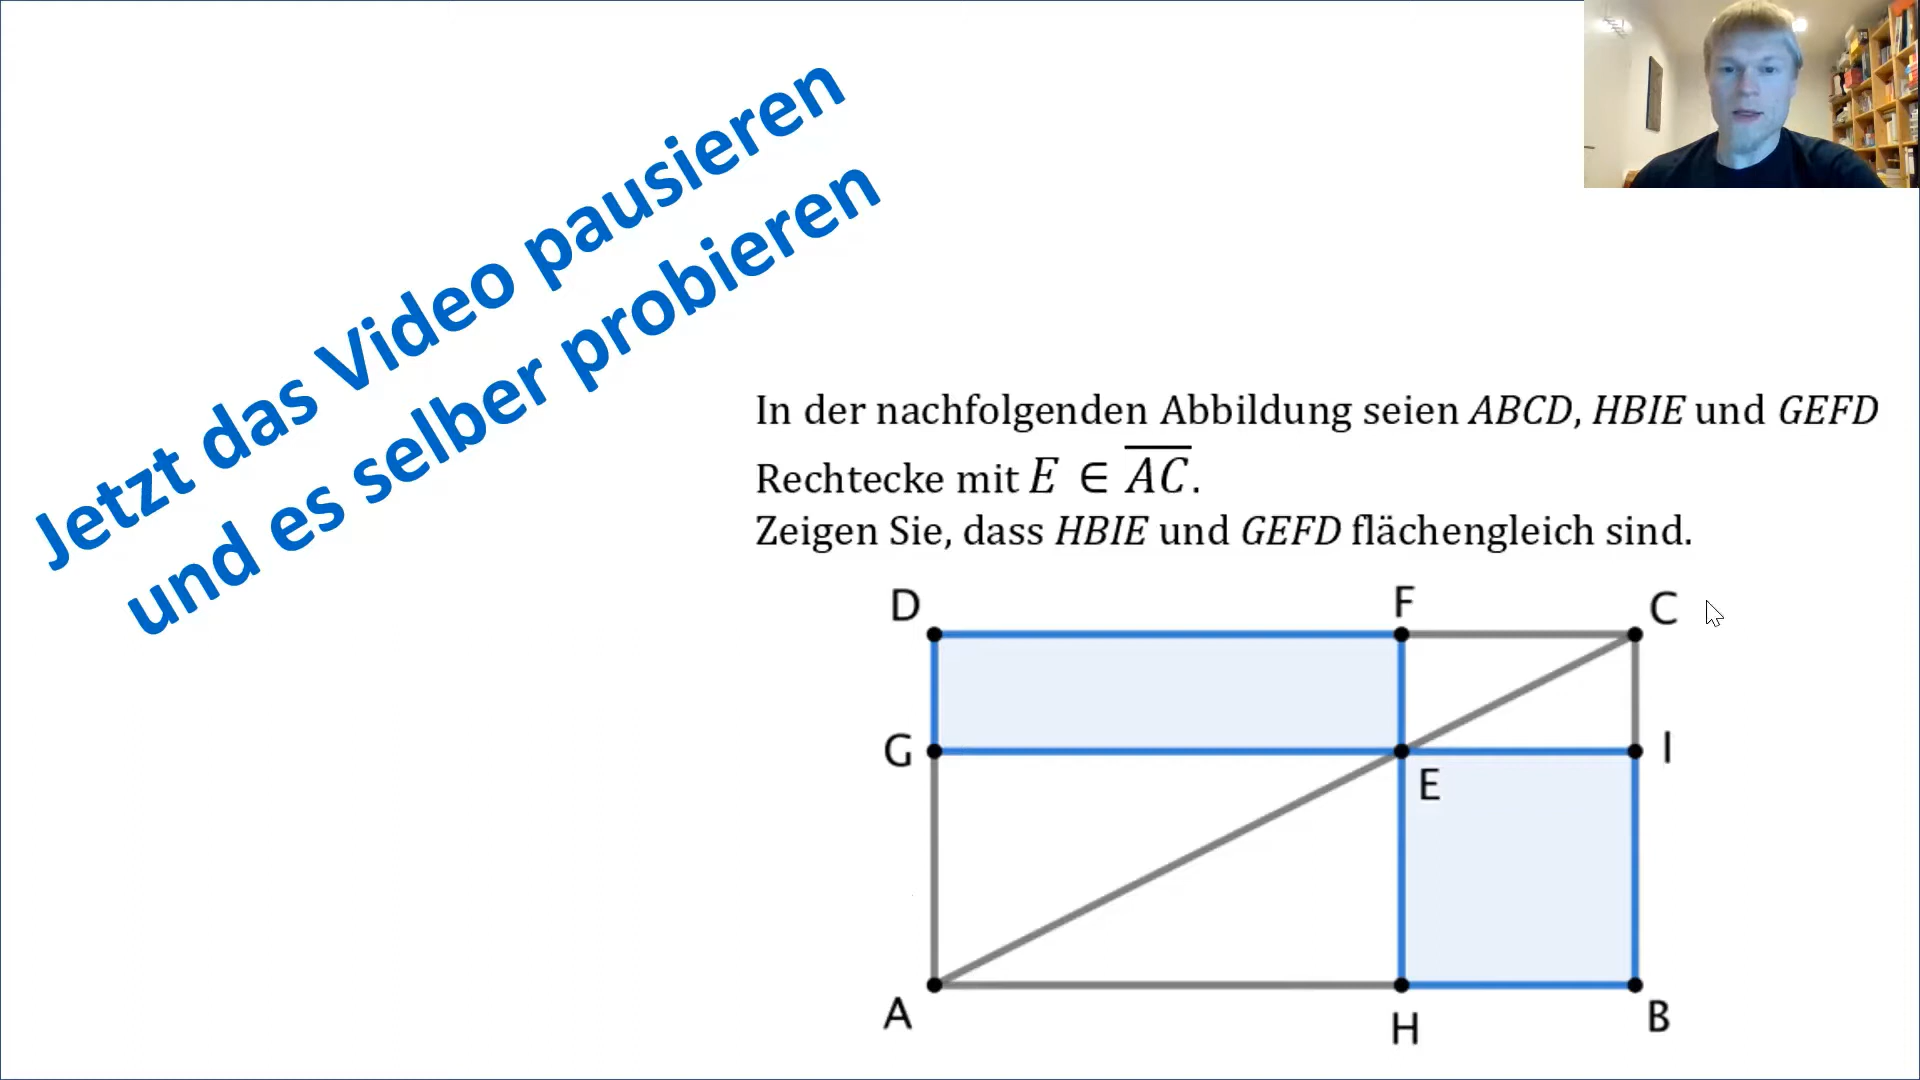 Jetzt das Video pausieren
und es selber probieren
In der nachfolgenden Abbildung seien ABCD, HBIE und GEFD
Rechtecke mit E ∈ A̅C̅.
Zeigen Sie, dass HBIE und GEFD flächengleich sind.
D F C
G I
E
A H B